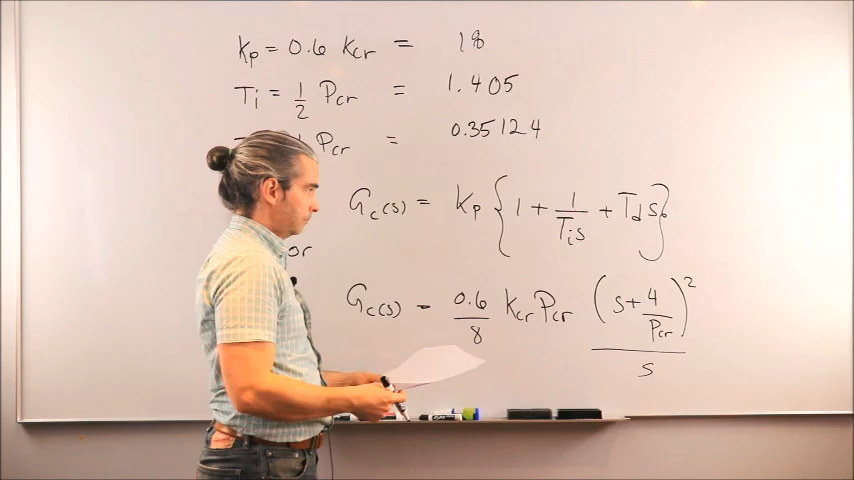 Kp = 0.6 Kcr = 18
Ti = 1/2 Pcr = 1.405
Pcr = 0.35124
Gc(s) = Kp { 1 + 1/(Tis) + Tds }
or
Gc(s) = 0.6/8 Kcr Pcr (s + 4/Pcr)²/s